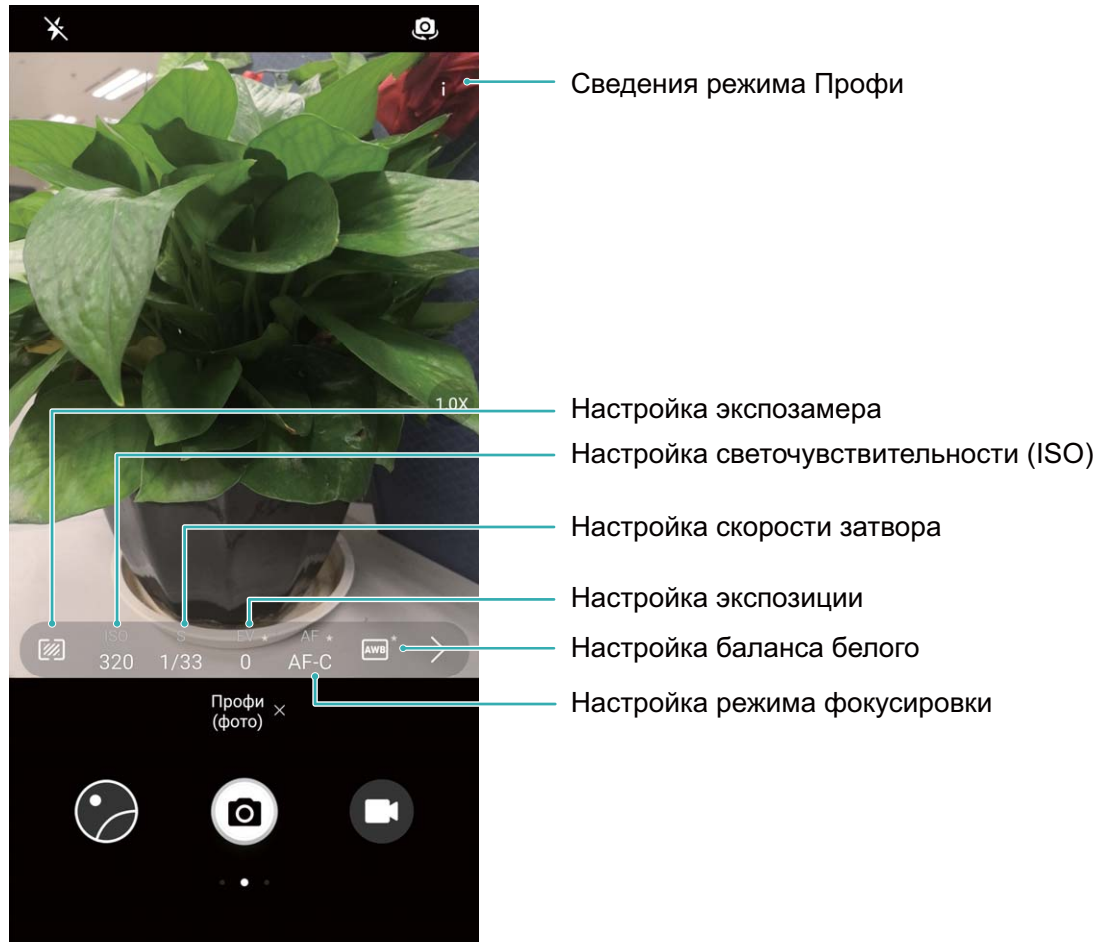 i
Сведения режима Профи
1.0X
Настройка экспозамера
Настройка светочувствительности (ISO)
Настройка скорости затвора
Настройка экспозиции
Настройка баланса белого
Настройка режима фокусировки
ISO S EV AF AWB
320 1/33 0 AF-C
Профи
(фото)